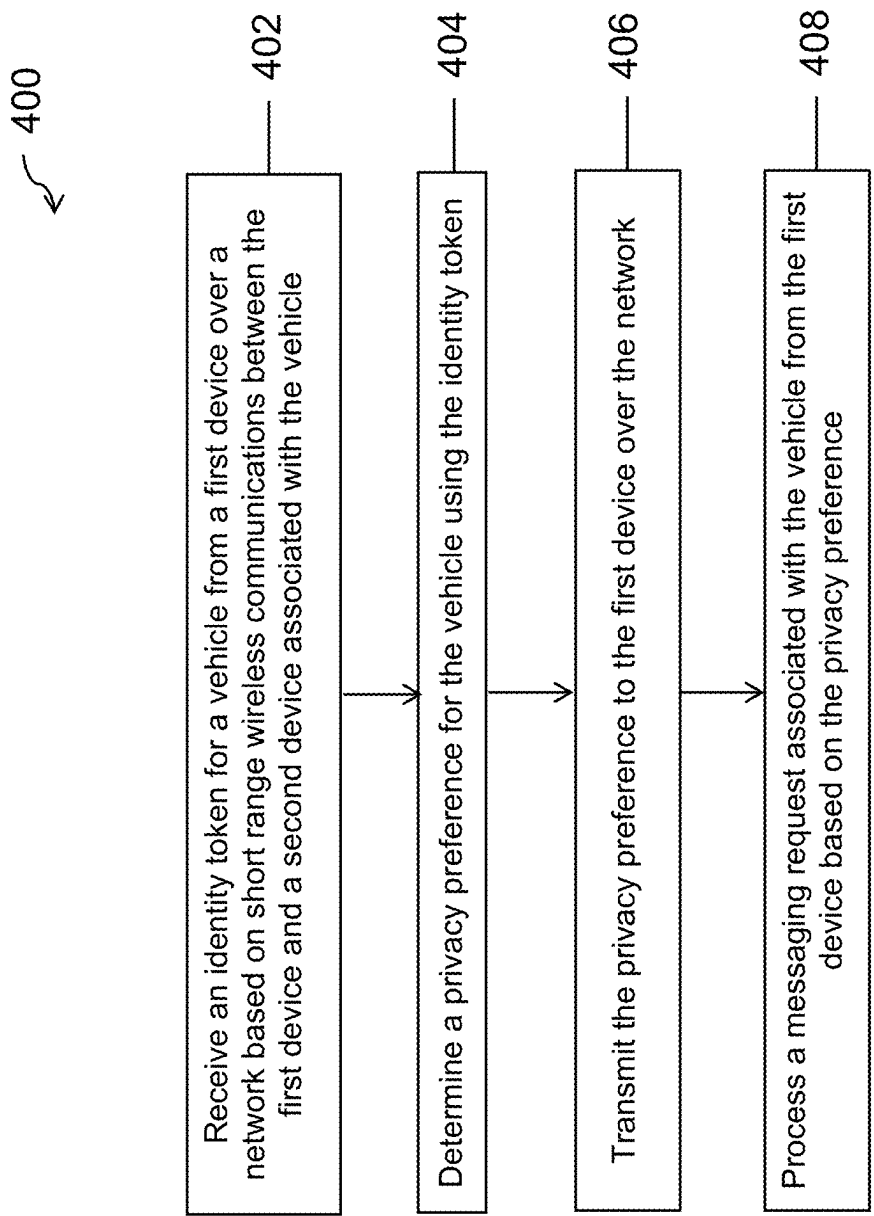 400
Receive an identity token for a vehicle from a first device over a
network based on short range wireless communications between the
first device and a second device associated with the vehicle
402
Determine a privacy preference for the vehicle using the identity token
404
Transmit the privacy preference to the first device over the network
406
Process a messaging request associated with the vehicle from the first
device based on the privacy preference
408